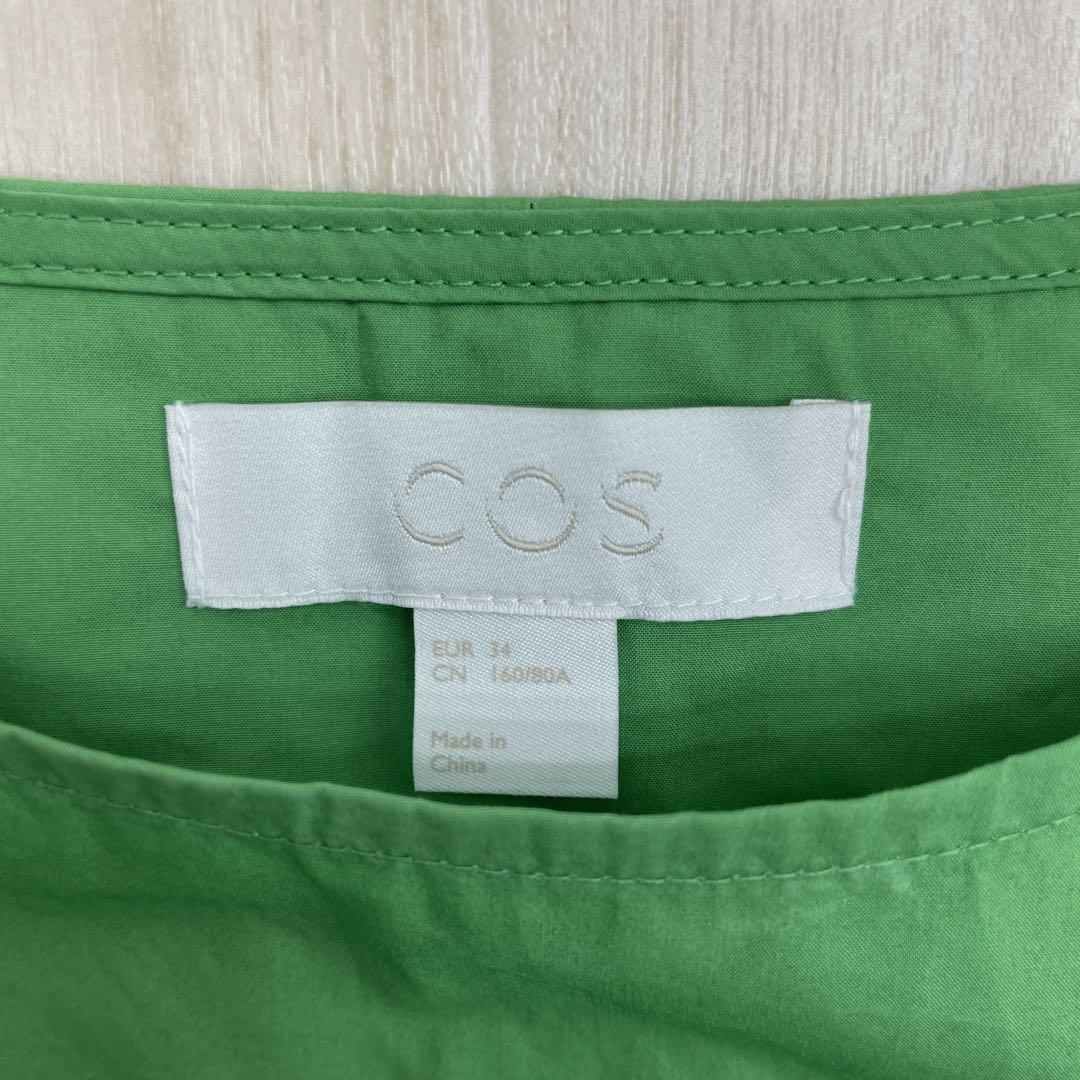 COS
EUR 34
CN 160/80A
Made in
China